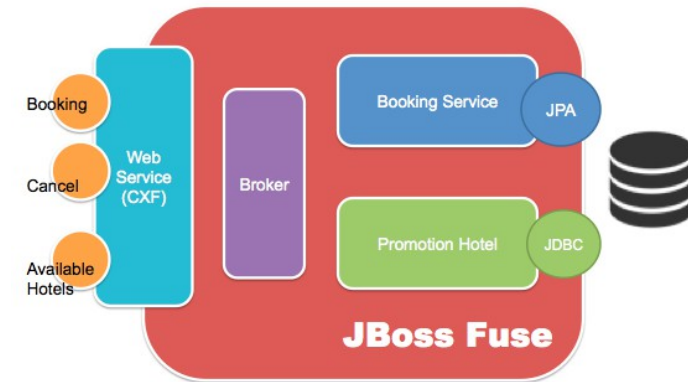 Booking
Cancel
Available
Hotels
Web
Service
(CXF)
Broker
Booking Service
JPA
Promotion Hotel
JDBC
JBoss Fuse